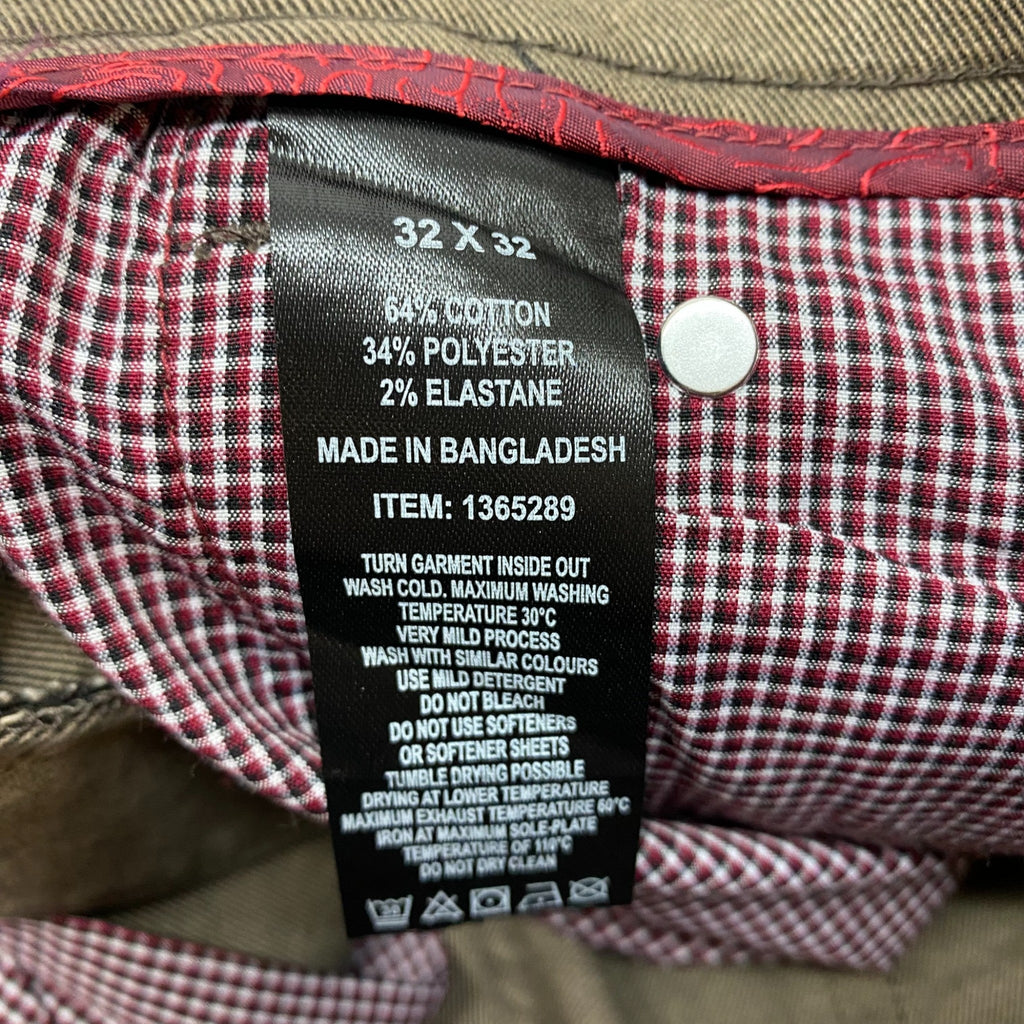 32 X 32
64% COTTON
34% POLYESTER
2% ELASTANE
MADE IN BANGLADESH
ITEM: 1365289
TURN GARMENT INSIDE OUT
WASH COLD. MAXIMUM WASHING
TEMPERATURE 30°C
VERY MILD PROCESS
WASH WITH SIMILAR COLOURS
USE MILD DETERGENT
DO NOT BLEACH
DO NOT USE SOFTENERS
OR SOFTENER SHEETS
TUMBLE DRYING POSSIBLE
DRYING AT LOWER TEMPERATURE
MAXIMUM EXHAUST TEMPERATURE 60°C
IRON AT MAXIMUM SOLE-PLATE
TEMPERATURE OF 110°C
DO NOT DRY CLEAN